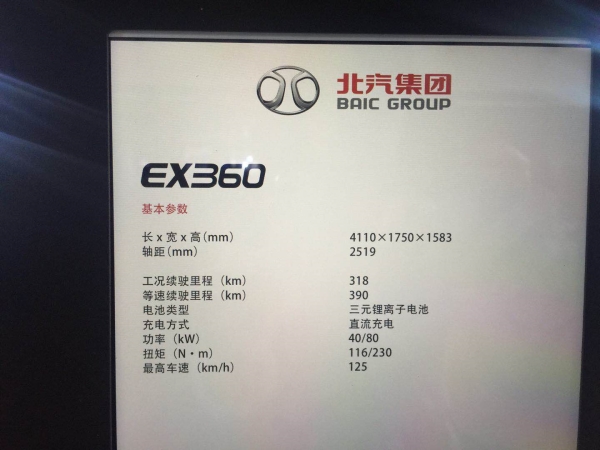 北汽集团
BAIC GROUP
EX360
基本参数
长 x 宽 x 高(mm) 4110×1750×1583
轴距(mm) 2519
工况续驶里程 (km) 318
等速续驶里程 (km) 390
电池类型 三元锂离子电池
充电方式 直流充电
功率 (kW) 40/80
扭矩 (N·m) 116/230
最高车速 (km/h) 125